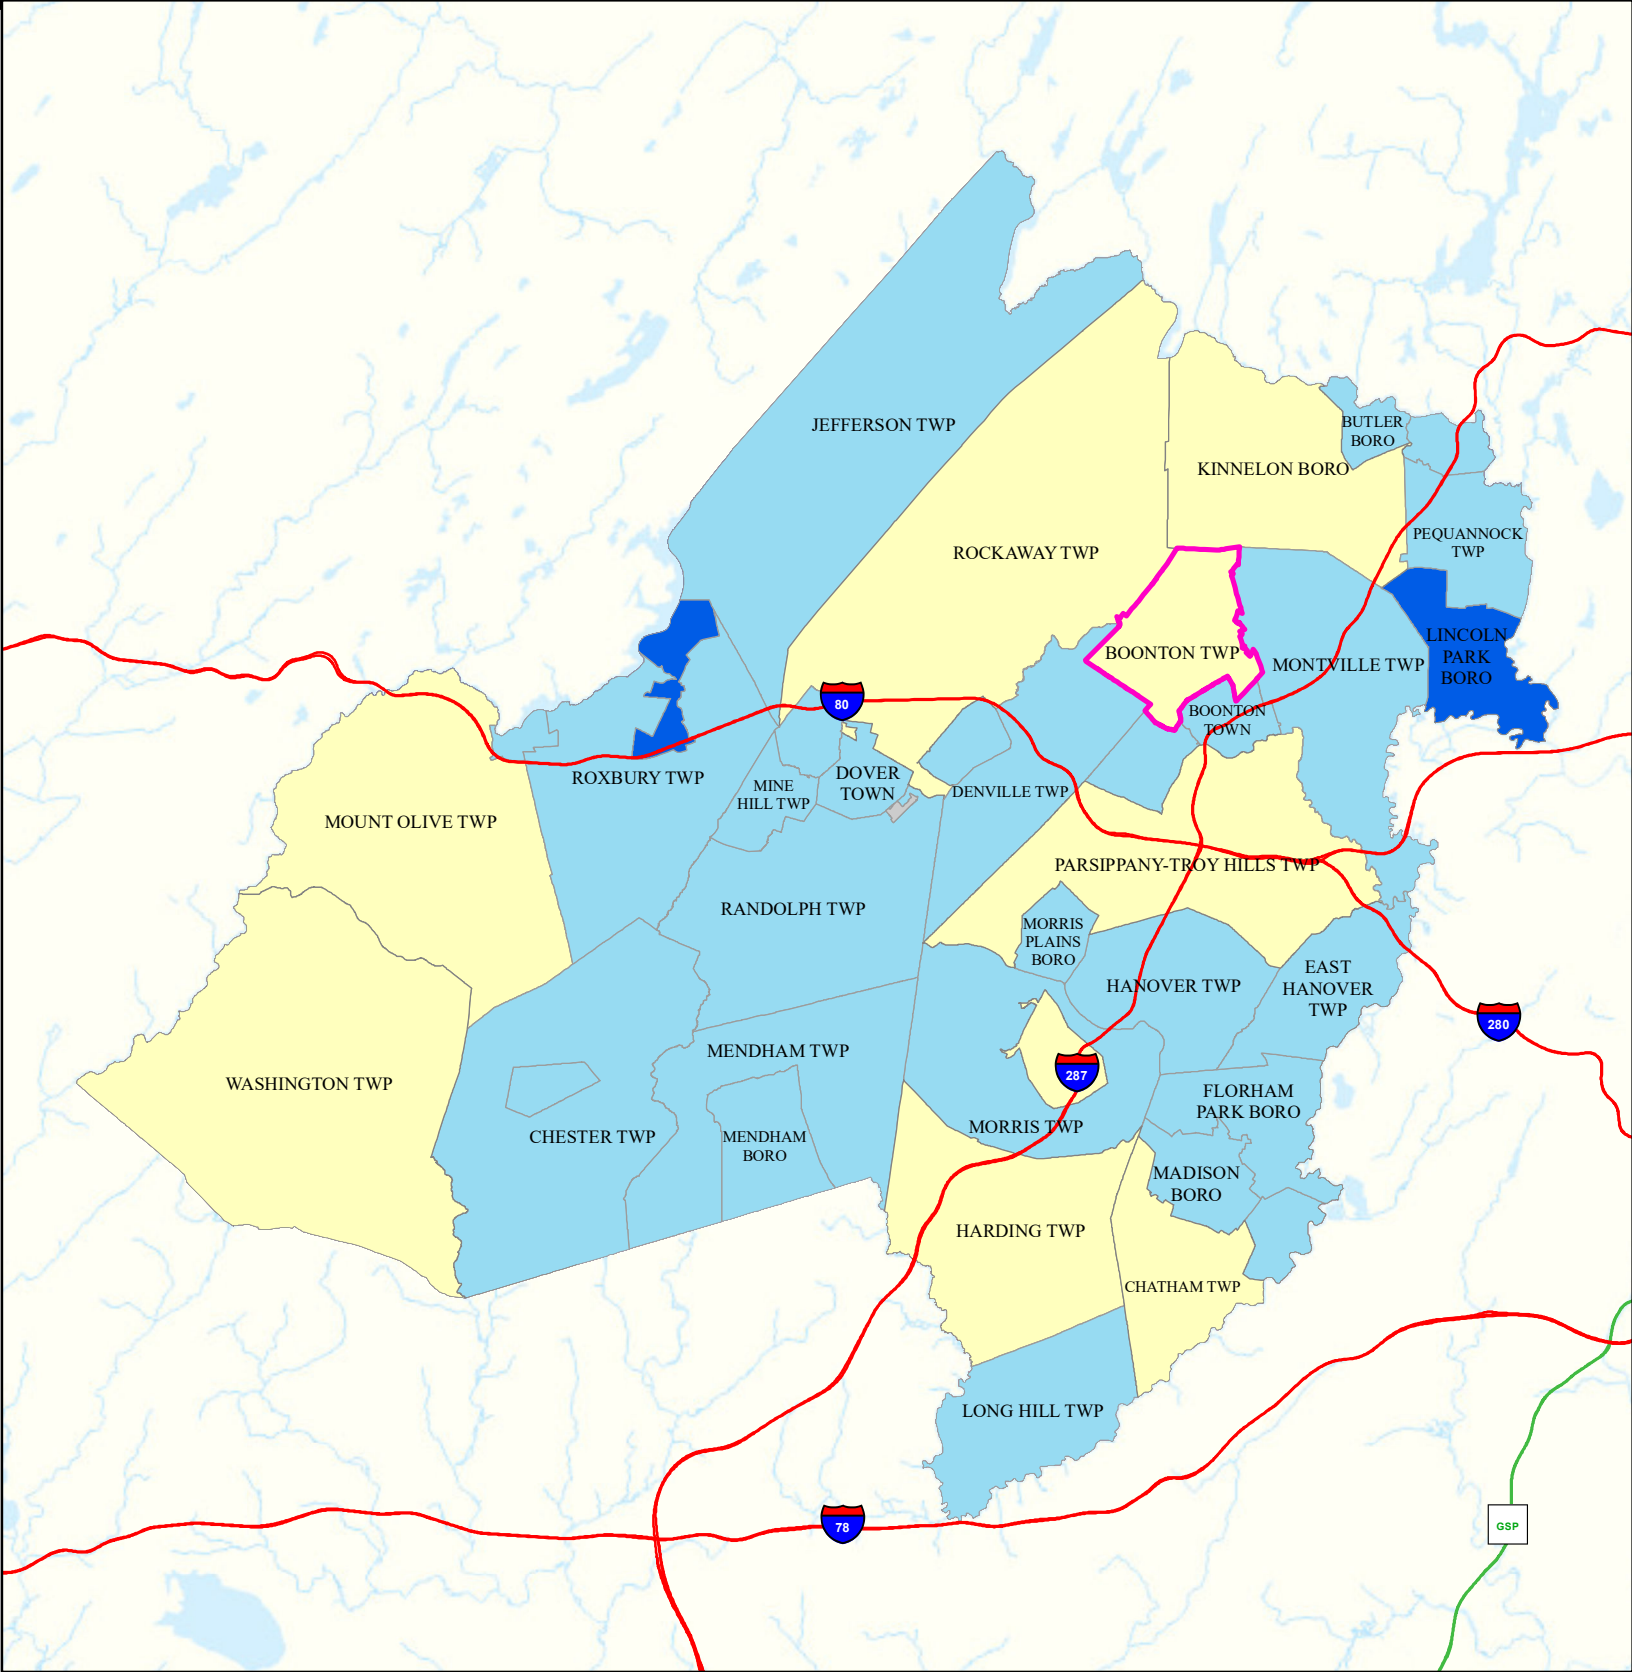 JEFFERSON TWP
BUTLER
BORO
KINNELON BORO
PEQUANNOCK
TWP
ROCKAWAY TWP
LINCOLN
PARK
BORO
BOONTON TWP
MONTVILLE TWP
80
BOONTON
TOWN
ROXBURY TWP
MINE
HILL TWP
DOVER
TOWN
DENVILLE TWP
MOUNT OLIVE TWP
PARSIPPANY-TROY HILLS TWP
RANDOLPH TWP
MORRIS
PLAINS
BORO
HANOVER TWP
EAST
HANOVER
TWP
280
MENDHAM TWP
287
WASHINGTON TWP
FLORHAM
PARK BORO
CHESTER TWP
MENDHAM
BORO
MORRIS TWP
MADISON
BORO
HARDING TWP
CHATHAM TWP
LONG HILL TWP
78
GSP